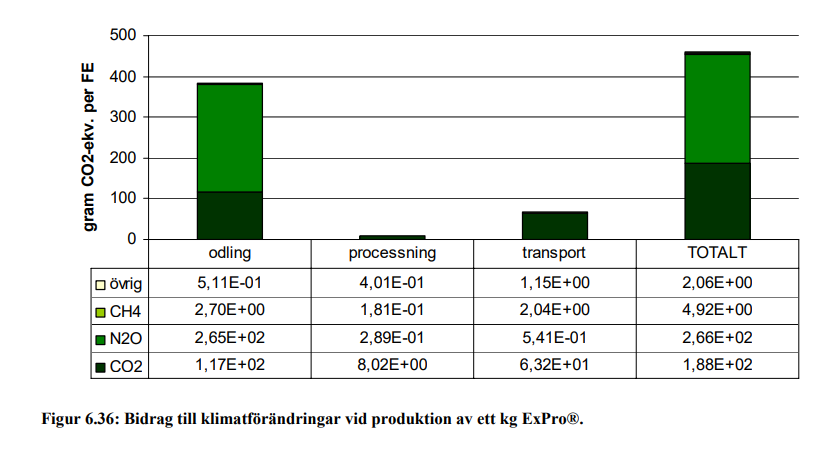 gram CO2-ekv. per FE
500
400
300
200
100
0
odling processning transport TOTALT
övrig 5,11E-01 4,01E-01 1,15E+00 2,06E+00
CH4 2,70E+00 1,81E-01 2,04E+00 4,92E+00
N2O 2,65E+02 2,89E-01 5,41E-01 2,66E+02
CO2 1,17E+02 8,02E+00 6,32E+01 1,88E+02
Figur 6.36: Bidrag till klimatförändringar vid produktion av ett kg ExPro®.